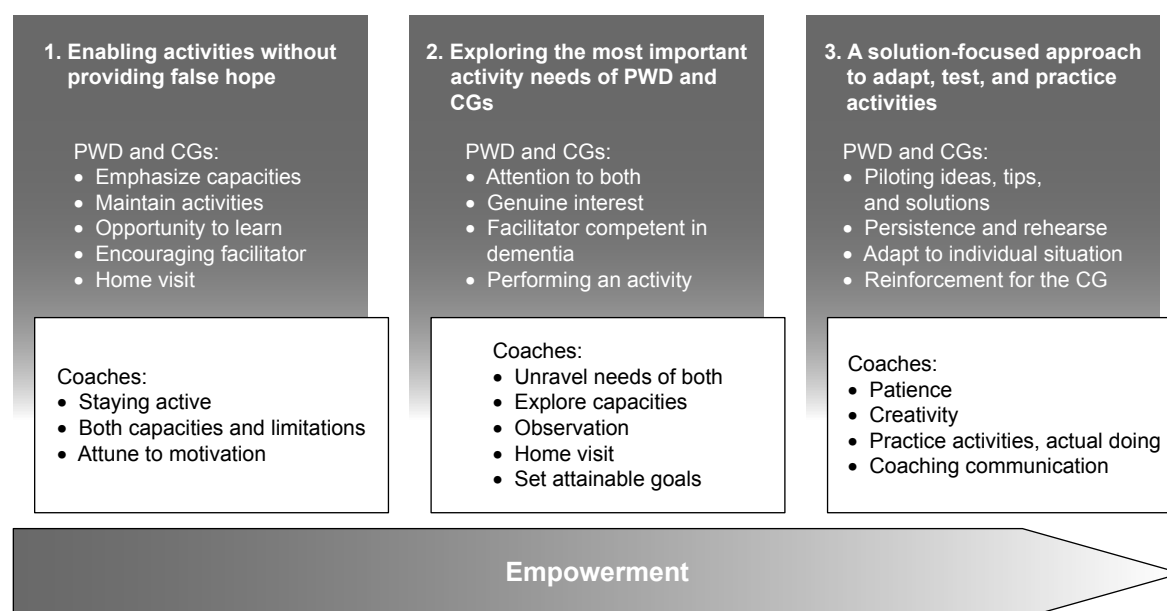 1. Enabling activities without
providing false hope
PWD and CGs:
• Emphasize capacities
• Maintain activities
• Opportunity to learn
• Encouraging facilitator
• Home visit
Coaches:
• Staying active
• Both capacities and limitations
• Attune to motivation
2. Exploring the most important
activity needs of PWD and
CGs
PWD and CGs:
• Attention to both
• Genuine interest
• Facilitator competent in
dementia
• Performing an activity
Coaches:
• Unravel needs of both
• Explore capacities
• Observation
• Home visit
• Set attainable goals
3. A solution-focused approach
to adapt, test, and practice
activities
PWD and CGs:
• Piloting ideas, tips,
and solutions
• Persistence and rehearse
• Adapt to individual situation
• Reinforcement for the CG
Coaches:
• Patience
• Creativity
• Practice activities, actual doing
• Coaching communication
Empowerment